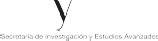 y
Secretaría de Investigación y Estudios Avanzados